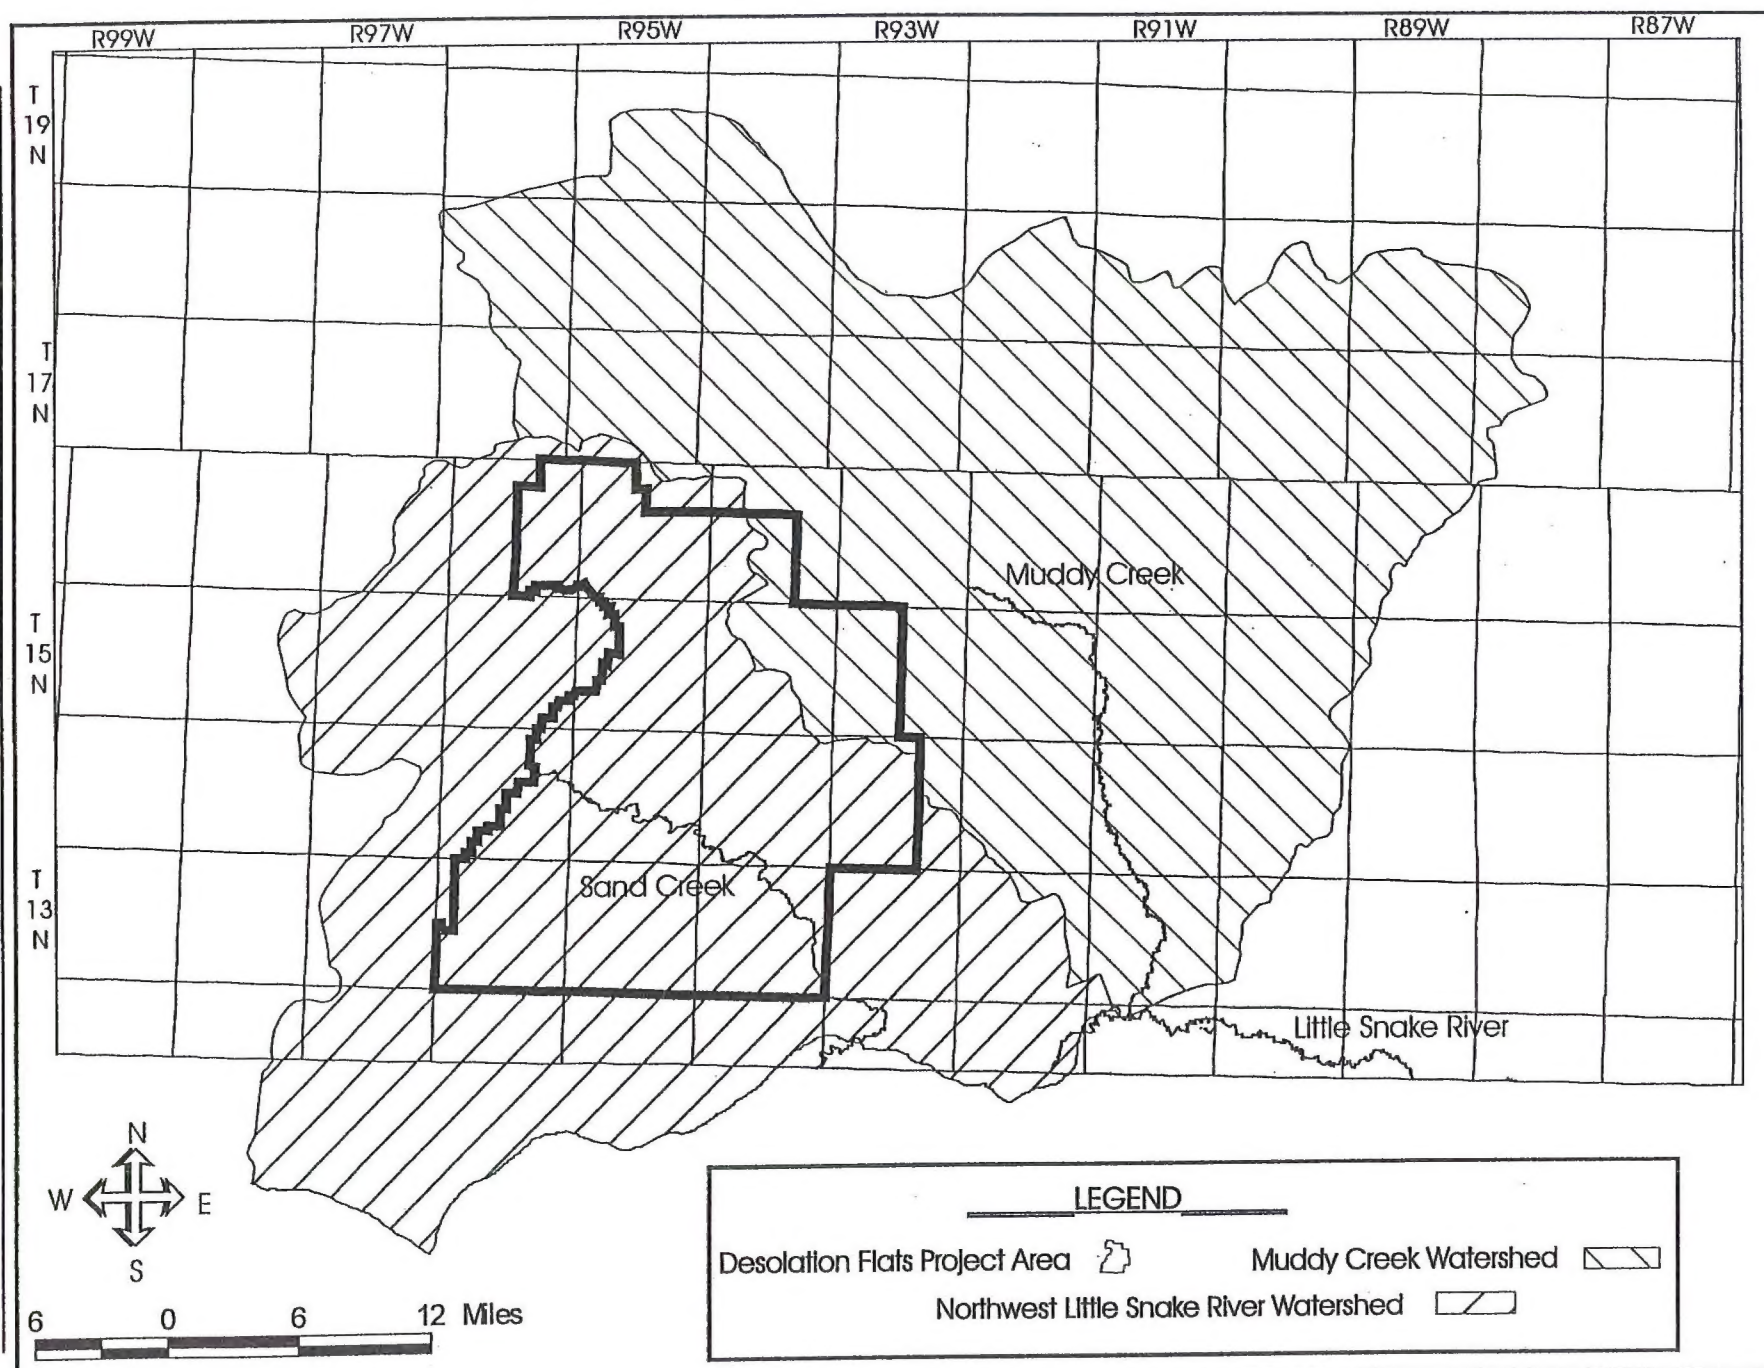 R99W R97W R95W R93W R91W R89W R87W
T
19
N
T
17
N
Muddy Creek
T
15
N
T
13
N
Sand Creek
Little Snake River
N
W E
S
6 0 6 12 Miles
LEGEND
Desolation Flats Project Area Muddy Creek Watershed
Northwest Little Snake River Watershed